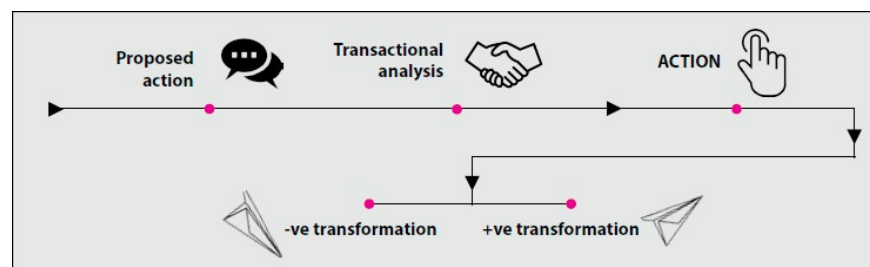 Proposed
action
Transactional
analysis
ACTION
-ve transformation
+ve transformation